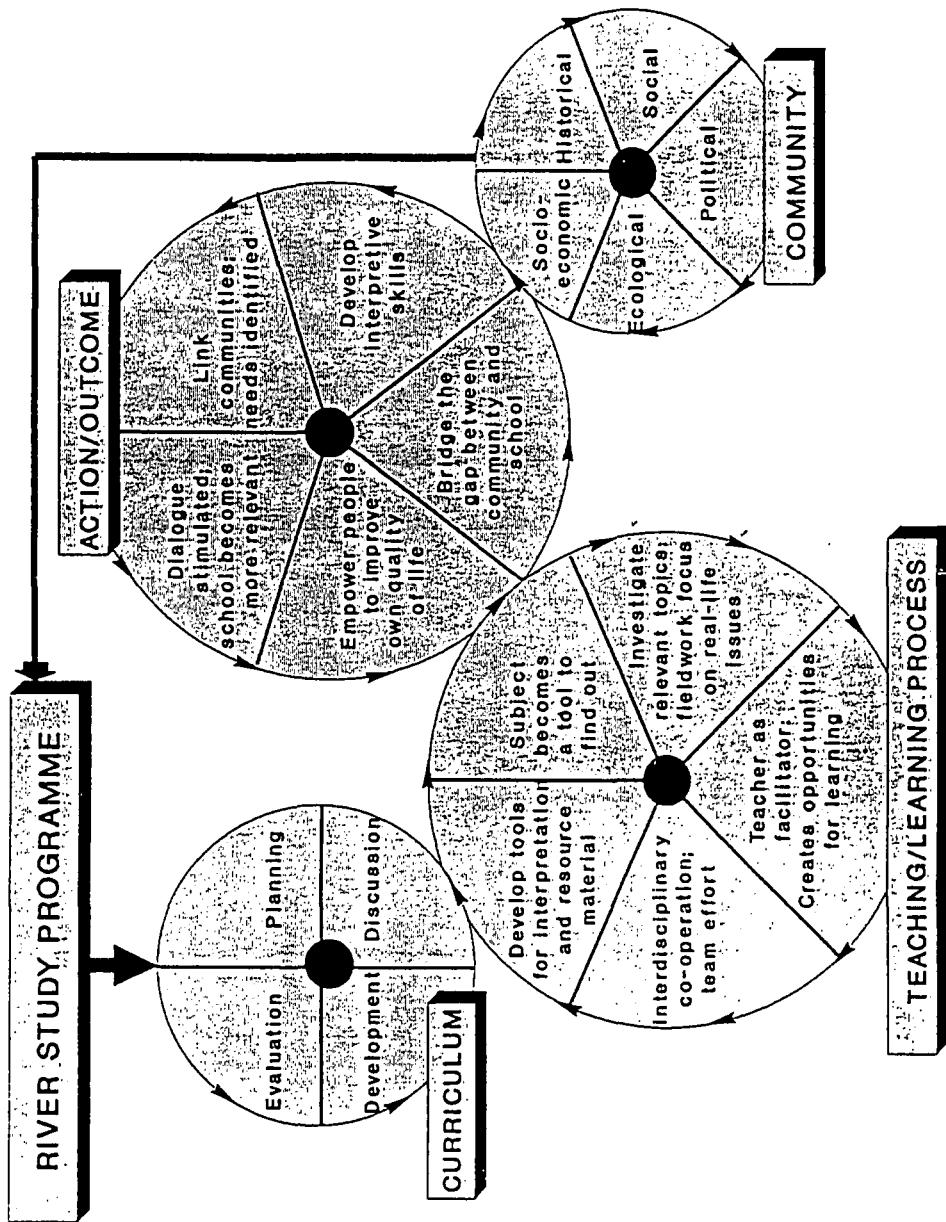 RIVER STUDY PROGRAMME
Evaluation
Planning
Development
Discussion
CURRICULUM
Develop tools
for interpretation
and resource
material
Subject
becomes
a tool to
find out
Investigate
relevant topics;
fieldwork focus
on real-life
issues
Teacher as
facilitator;
Creates opportunities
for learning
Interdisciplinary
co-operation;
team effort
TEACHING/LEARNING PROCESS
ACTION/OUTCOME
Dialogue
stimulated;
school becomes
more relevant
Link
communities;
needs identified
Develop
interpretive
skills
Bridge the
gap between
community and
school
Empower people
to improve
own quality
of life
Socio-
economic
Historical
Social
Political
Ecological
COMMUNITY